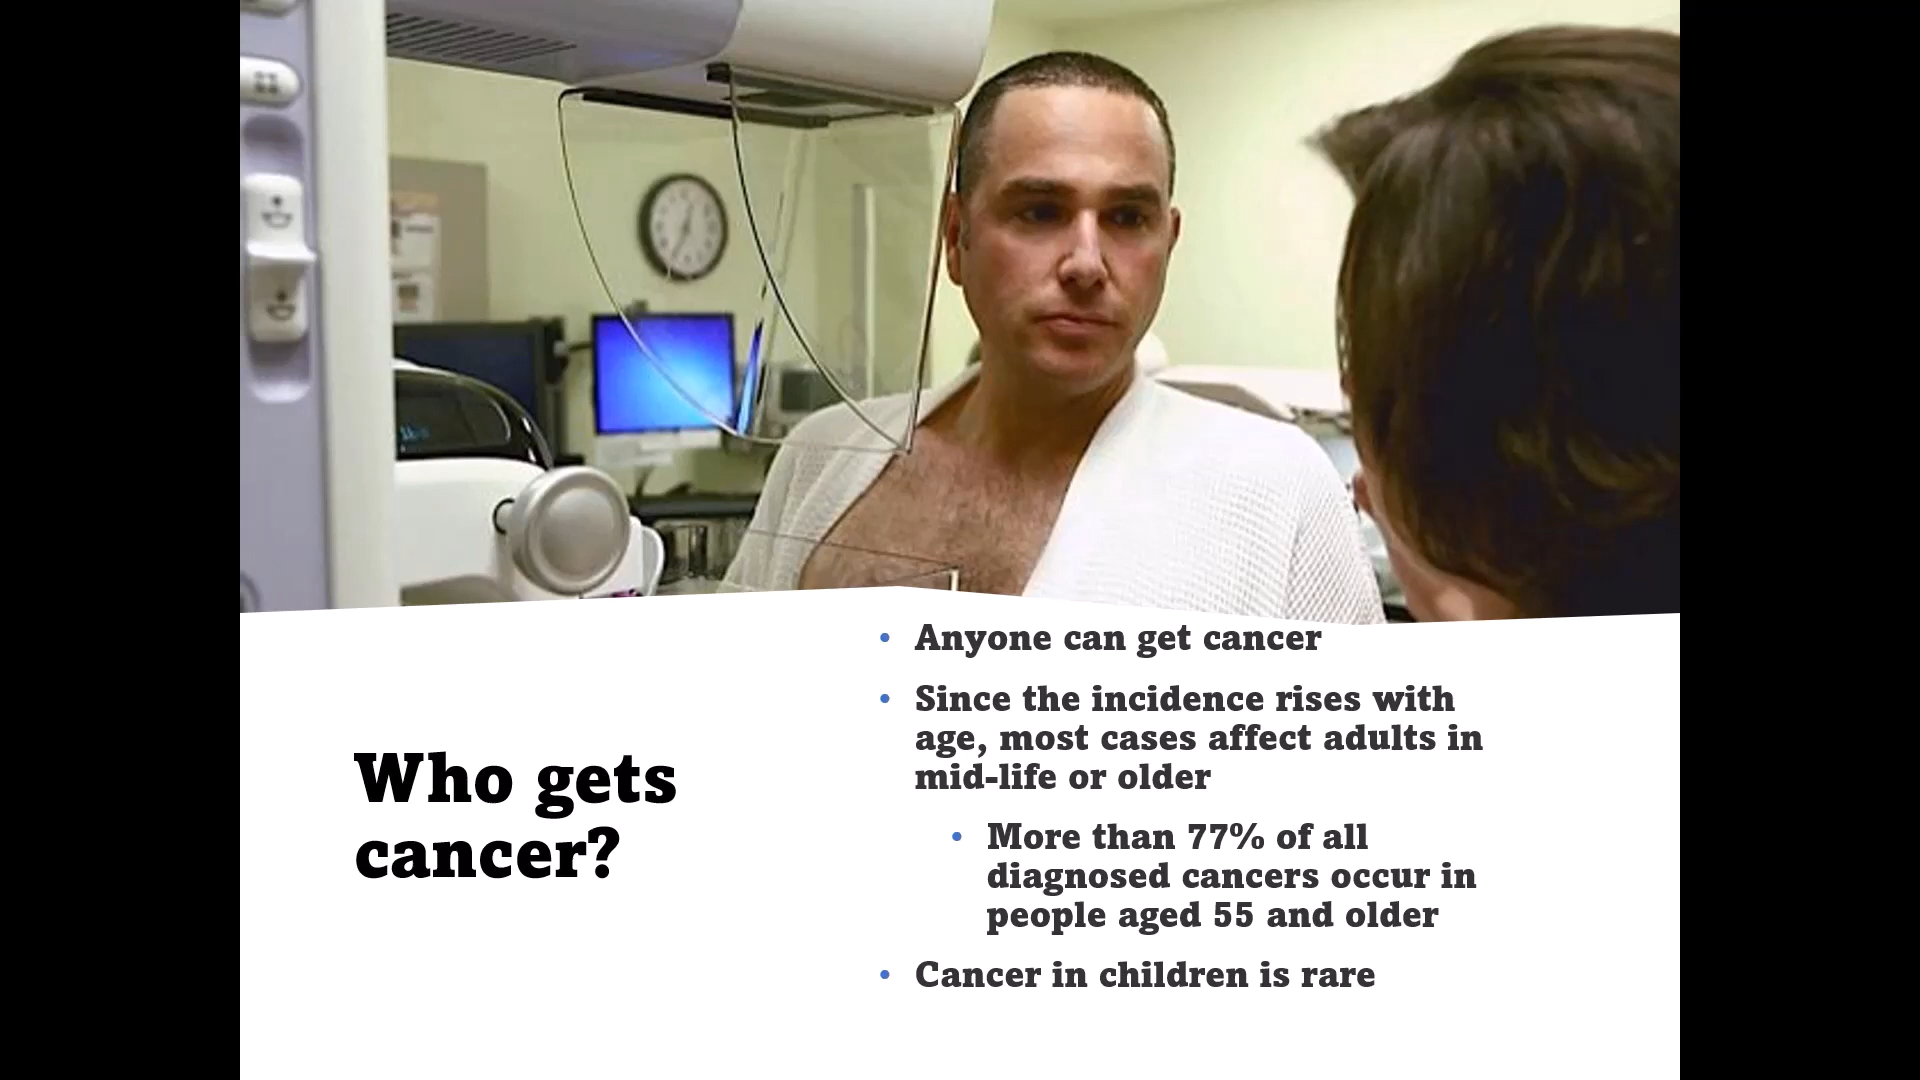 Who gets
cancer?
• Anyone can get cancer
• Since the incidence rises with
age, most cases affect adults in
mid-life or older
• More than 77% of all
diagnosed cancers occur in
people aged 55 and older
• Cancer in children is rare